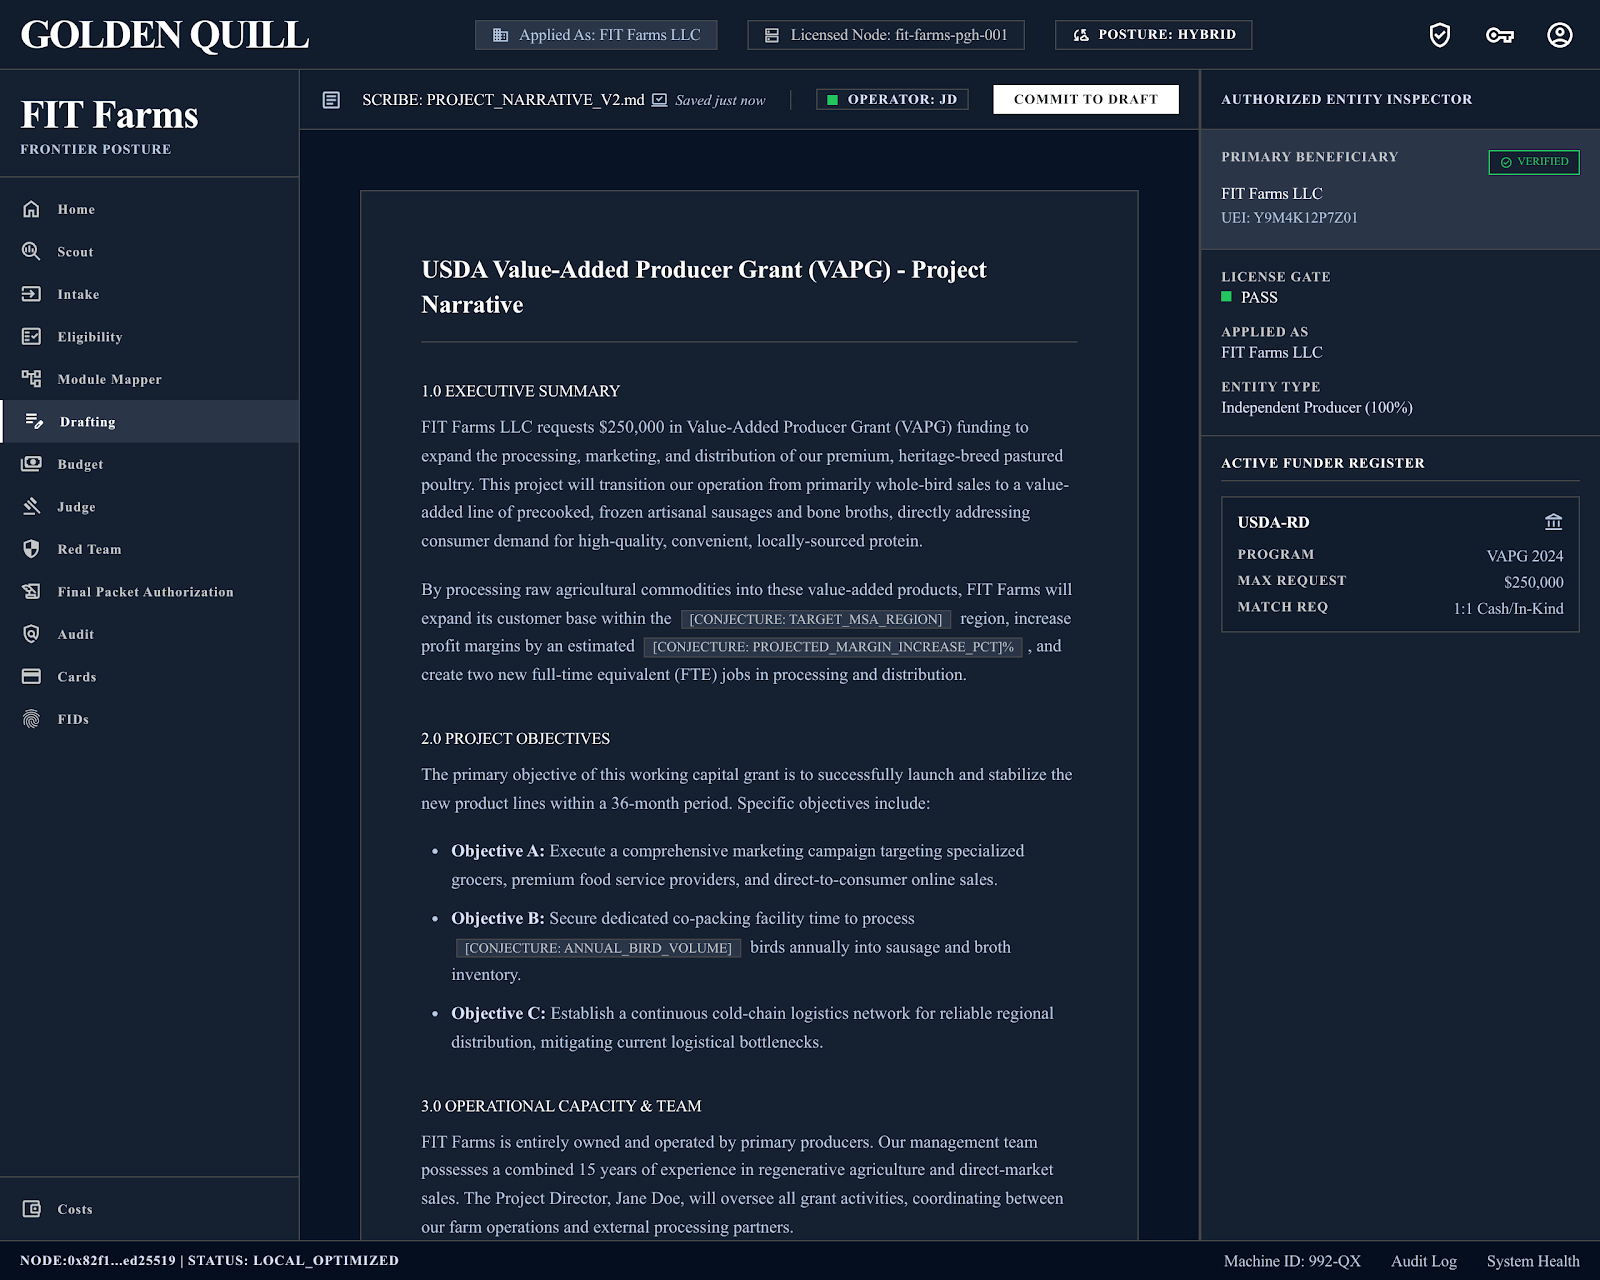 GOLDEN QUILL
Applied As: FIT Farms LLC
Licensed Node: fit-farms-pgh-001
POSTURE: HYBRID
FIT Farms
FRONTIER POSTURE
Home
Scout
Intake
Eligibility
Module Mapper
Drafting
Budget
Judge
Red Team
Final Packet Authorization
Audit
Cards
FIDs
Costs
SCRIBE: PROJECT_NARRATIVE_V2.md
Saved just now
OPERATOR: JD
COMMIT TO DRAFT
USDA Value-Added Producer Grant (VAPG) - Project
Narrative
1.0 EXECUTIVE SUMMARY
FIT Farms LLC requests $250,000 in Value-Added Producer Grant (VAPG) funding to
expand the processing, marketing, and distribution of our premium, heritage-breed pastured
poultry. This project will transition our operation from primarily whole-bird sales to a value-
added line of precooked, frozen artisanal sausages and bone broths, directly addressing
consumer demand for high-quality, convenient, locally-sourced protein.
By processing raw agricultural commodities into these value-added products, FIT Farms will
expand its customer base within the [CONJECTURE: TARGET_MSA_REGION] region, increase
profit margins by an estimated [CONJECTURE: PROJECTED_MARGIN_INCREASE_PCT]% , and
create two new full-time equivalent (FTE) jobs in processing and distribution.
2.0 PROJECT OBJECTIVES
The primary objective of this working capital grant is to successfully launch and stabilize the
new product lines within a 36-month period. Specific objectives include:
• Objective A: Execute a comprehensive marketing campaign targeting specialized
grocers, premium food service providers, and direct-to-consumer online sales.
• Objective B: Secure dedicated co-packing facility time to process
[CONJECTURE: ANNUAL_BIRD_VOLUME] birds annually into sausage and broth
inventory.
• Objective C: Establish a continuous cold-chain logistics network for reliable regional
distribution, mitigating current logistical bottlenecks.
3.0 OPERATIONAL CAPACITY & TEAM
FIT Farms is entirely owned and operated by primary producers. Our management team
possesses a combined 15 years of experience in regenerative agriculture and direct-market
sales. The Project Director, Jane Doe, will oversee all grant activities, coordinating between
our farm operations and external processing partners.
AUTHORIZED ENTITY INSPECTOR
PRIMARY BENEFICIARY
VERIFIED
FIT Farms LLC
UEI: Y9M4K12P7Z01
LICENSE GATE
PASS
APPLIED AS
FIT Farms LLC
ENTITY TYPE
Independent Producer (100%)
ACTIVE FUNDER REGISTER
USDA-RD
PROGRAM VAPG 2024
MAX REQUEST $250,000
MATCH REQ 1:1 Cash/In-Kind
NODE:0x82f1...ed25519 | STATUS: LOCAL_OPTIMIZED
Machine ID: 992-QX
Audit Log
System Health